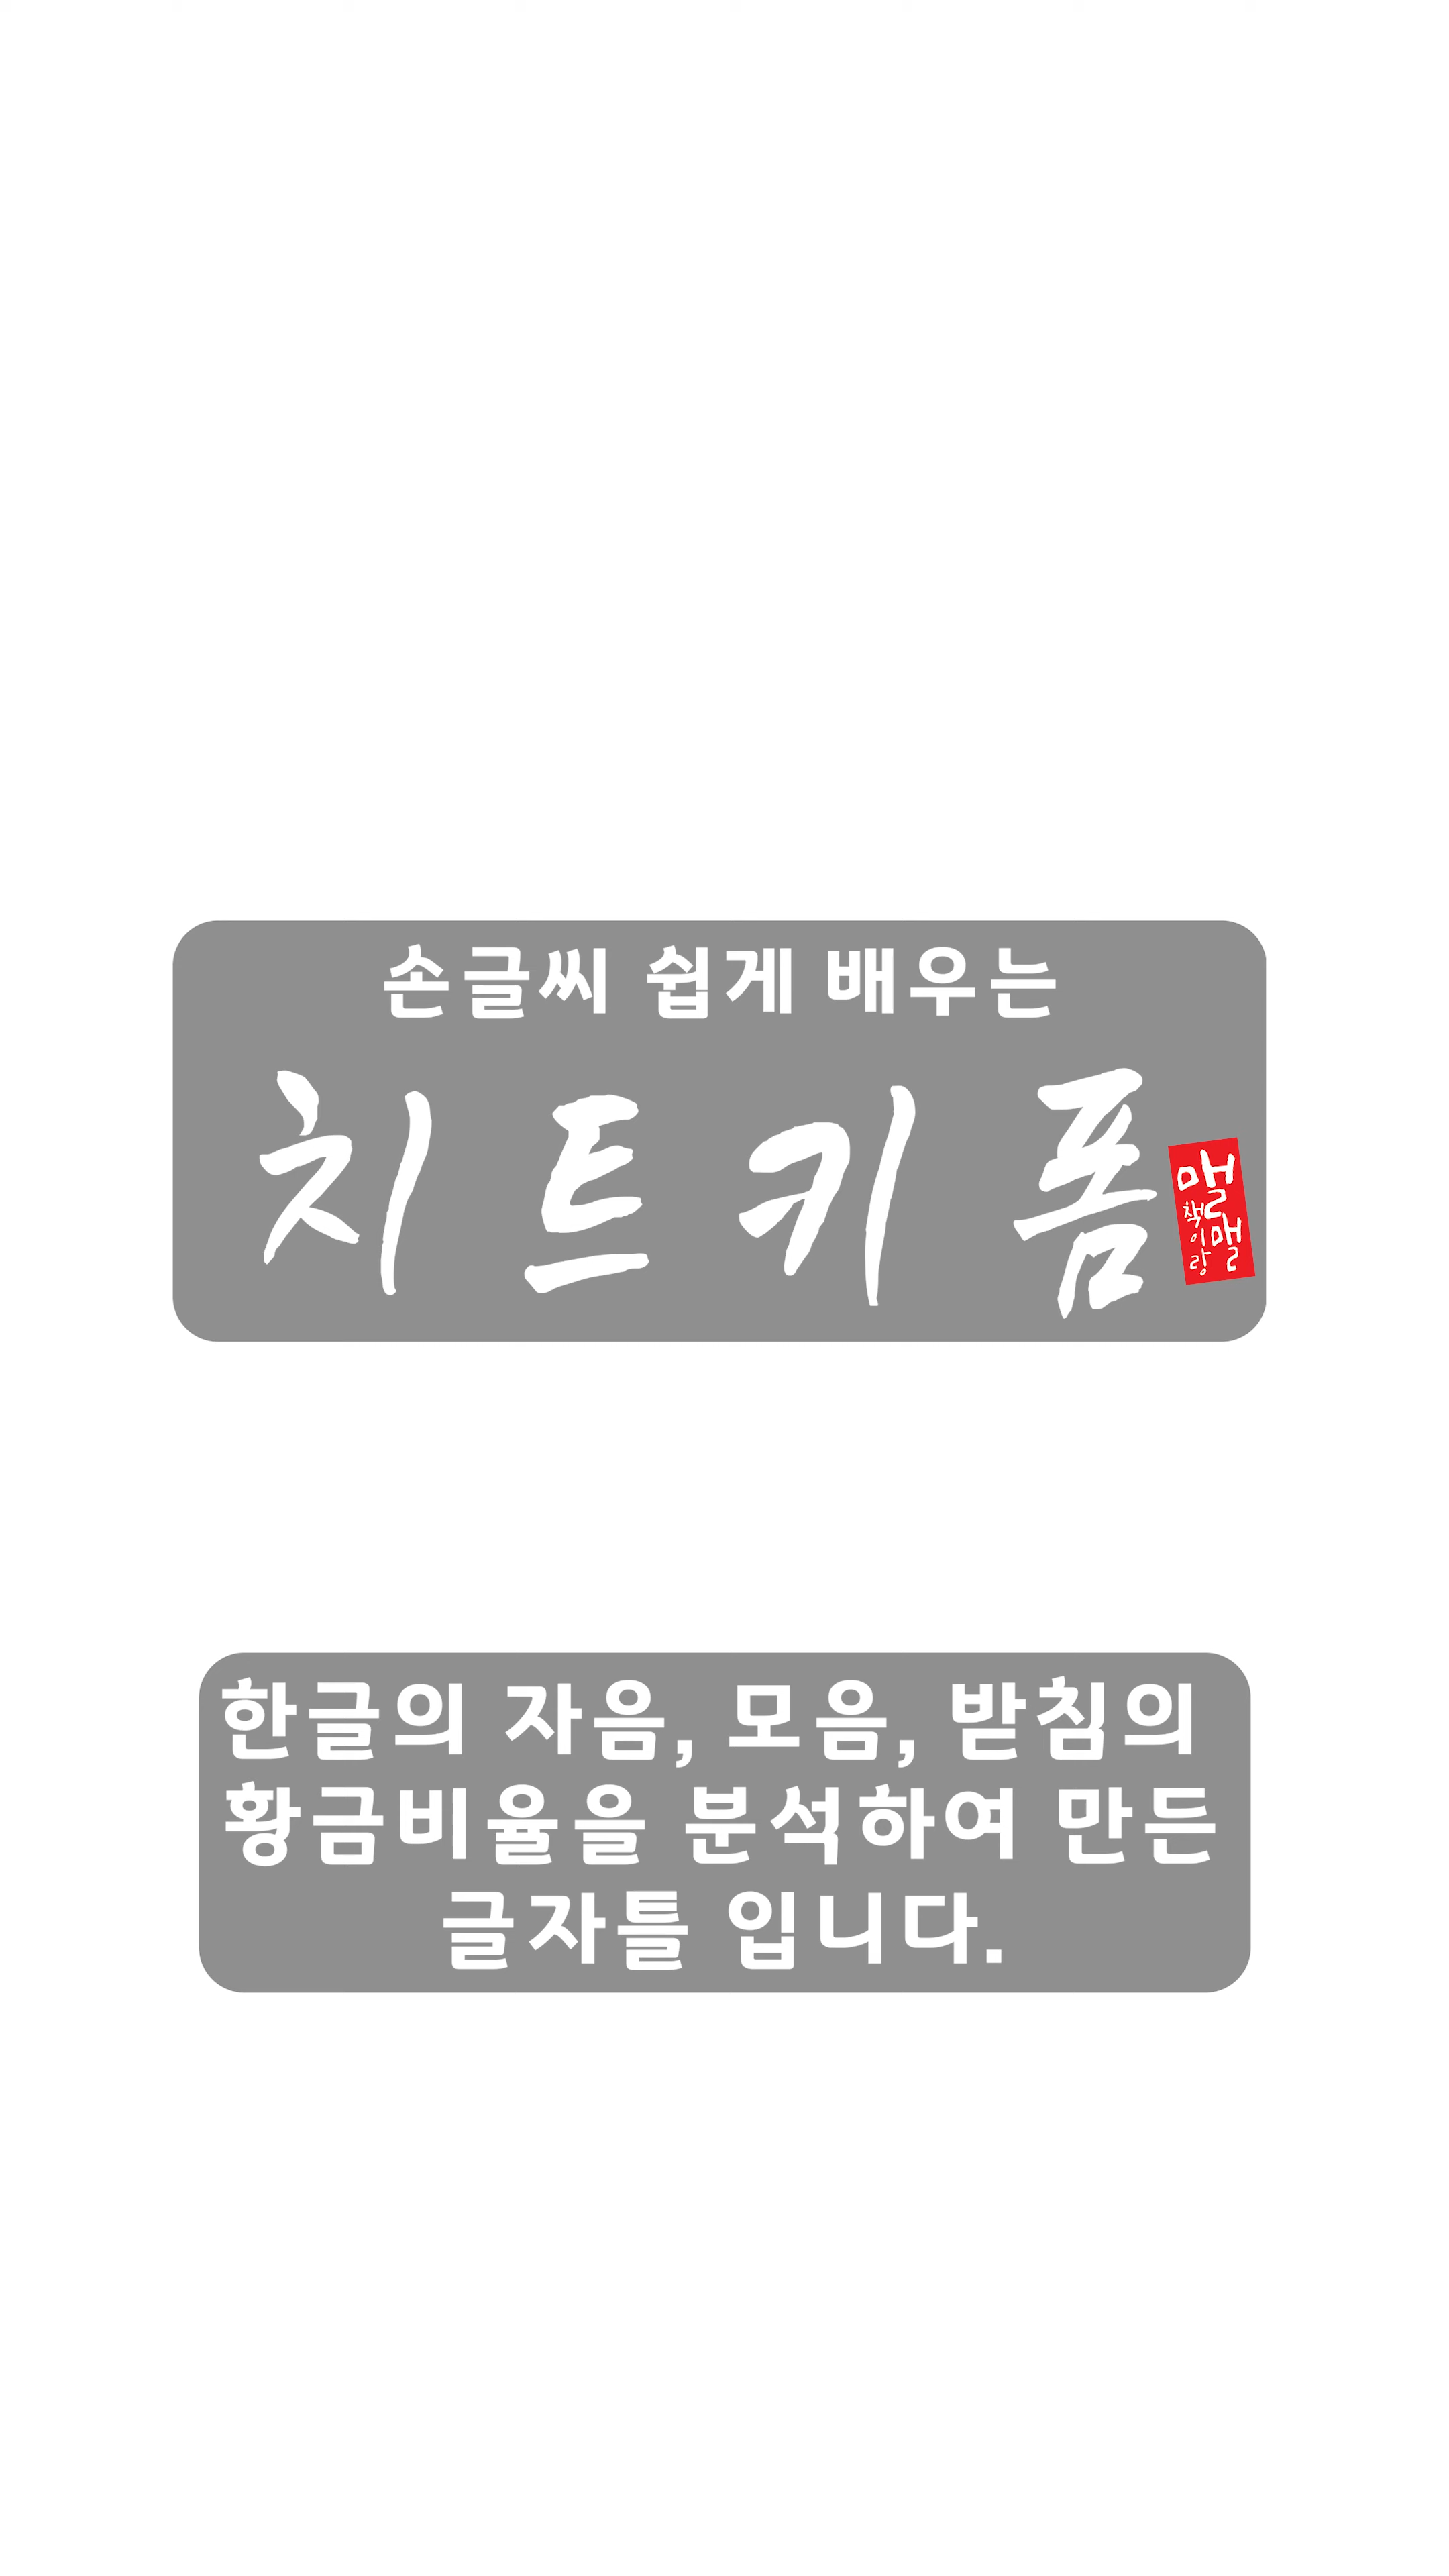 손글씨 쉽게 배우는
치트키 폼
매일매일
책이랑
한글의 자음, 모음, 받침의
황금비율을 분석하여 만든
글자틀 입니다.